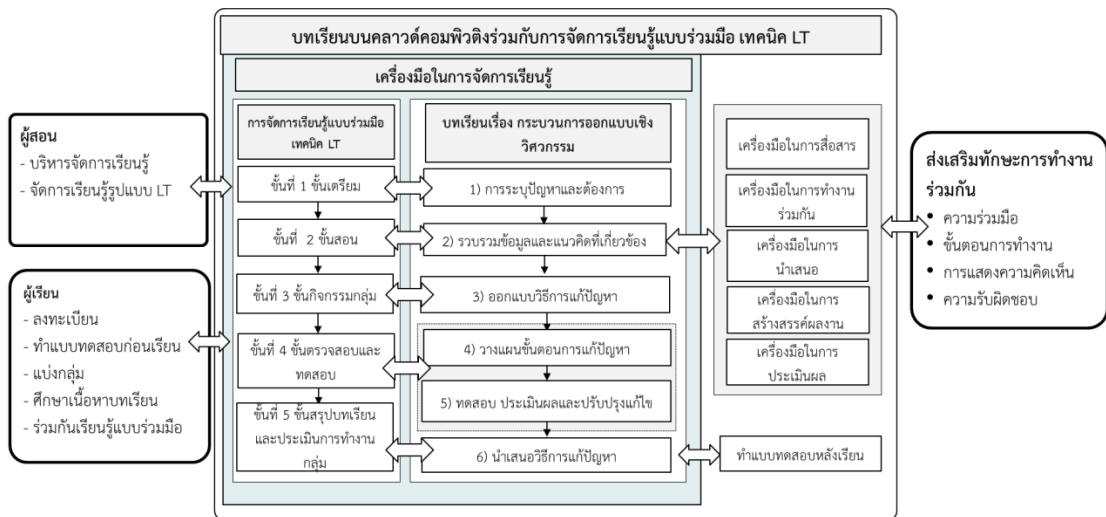 บทเรียนบนคลาวด์คอมพิวติงร่วมกับการจัดการเรียนรู้แบบร่วมมือ เทคนิค LT
เครื่องมือในการจัดการเรียนรู้
ผู้สอน
- บริหารจัดการเรียนรู้
- จัดการเรียนรู้รูปแบบ LT
ผู้เรียน
- ลงทะเบียน
- ทำแบบทดสอบก่อนเรียน
- แบ่งกลุ่ม
- ศึกษาเนื้อหาบทเรียน
- ร่วมกันเรียนรู้แบบร่วมมือ
การจัดการเรียนรู้แบบร่วมมือ
เทคนิค LT
ขั้นที่ 1 ขั้นเตรียม
ขั้นที่ 2 ขั้นสอน
ขั้นที่ 3 ขั้นกิจกรรมกลุ่ม
ขั้นที่ 4 ขั้นตรวจสอบและ
ทดสอบ
ขั้นที่ 5 ขั้นสรุปบทเรียน
และประเมินการทำงาน
กลุ่ม
บทเรียนเรื่อง กระบวนการออกแบบเชิง
วิศวกรรม
1) การระบุปัญหาและต้องการ
2) รวบรวมข้อมูลและแนวคิดที่เกี่ยวข้อง
3) ออกแบบวิธีการแก้ปัญหา
4) วางแผนขั้นตอนการแก้ปัญหา
5) ทดสอบ ประเมินผลและปรับปรุงแก้ไข
6) นำเสนอวิธีการแก้ปัญหา
เครื่องมือในการสื่อสาร
เครื่องมือในการทำงาน
ร่วมกัน
เครื่องมือในการ
นำเสนอ
เครื่องมือในการ
สร้างสรรค์ผลงาน
เครื่องมือในการ
ประเมินผล
ทำแบบทดสอบหลังเรียน
ส่งเสริมทักษะการทำงาน
ร่วมกัน
• ความร่วมมือ
• ขั้นตอนการทำงาน
• การแสดงความคิดเห็น
• ความรับผิดชอบ